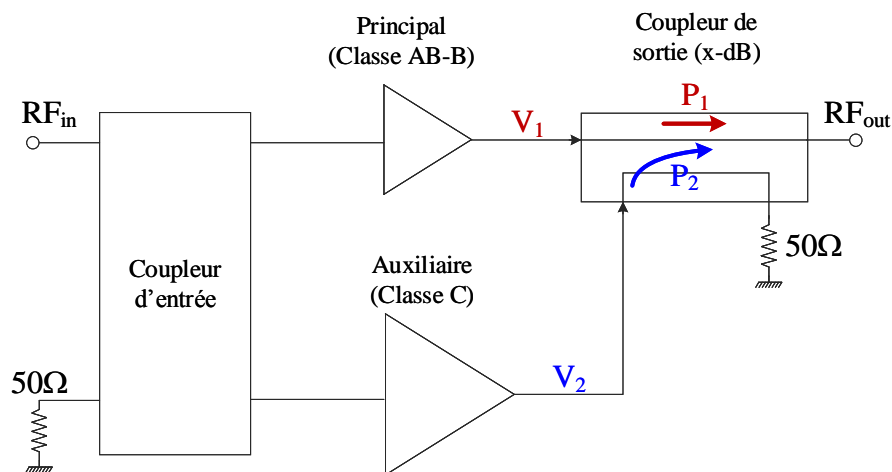 Principal
(Classe AB-B)
Coupleur de
sortie (x-dB)
RFin
V1
P1
RFout
P2
50Ω
Coupleur
d'entrée
Auxiliaire
(Classe C)
V2
50Ω